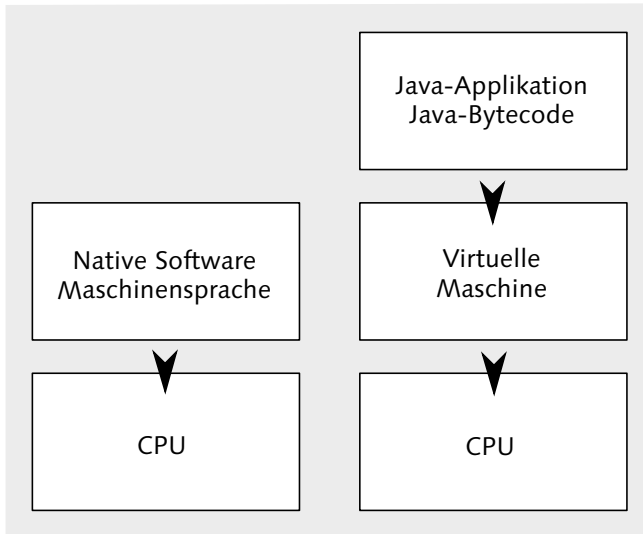 Java-Applikation
Java-Bytecode
Native Software
Maschinensprache
Virtuelle
Maschine
CPU
CPU